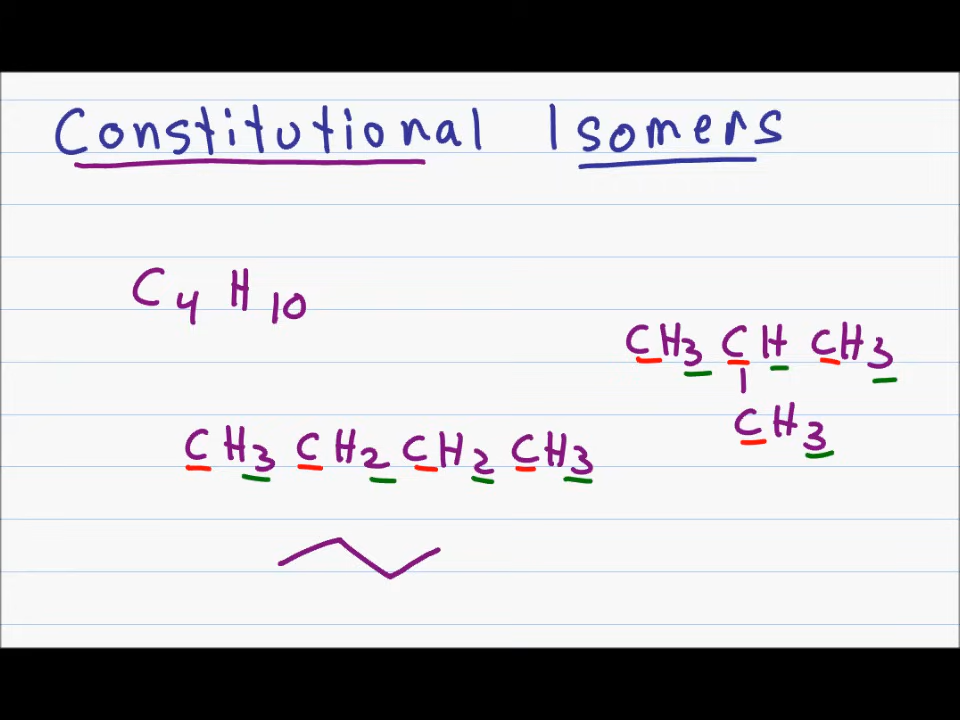 Constitutional Isomers
C4 H10
CH3 CH CH3
CH3
CH3 CH2 CH2 CH3